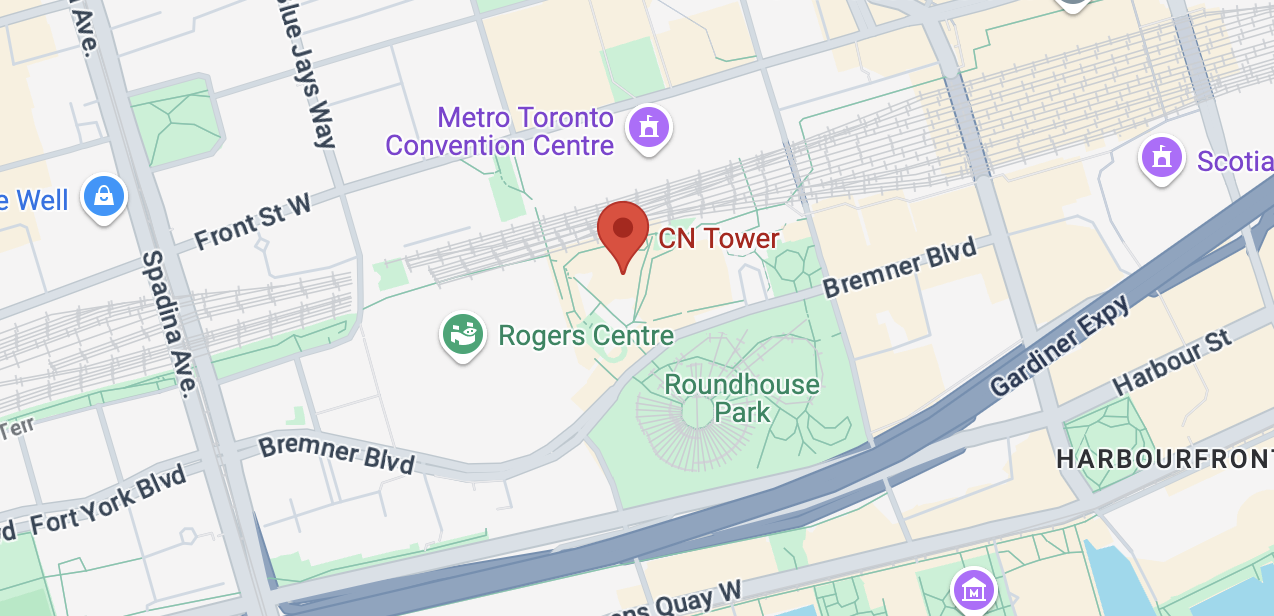 Ave.
Blue Jays Way
Metro Toronto
Convention Centre
Scotia
e Well
Front St W
CN Tower
Spadina Ave.
Bremner Blvd
Rogers Centre
Gardiner Expy
Harbour St
Roundhouse
Park
Terr
Bremner Blvd
HARBOURFRONT
Fort York Blvd
M
ens Quay W